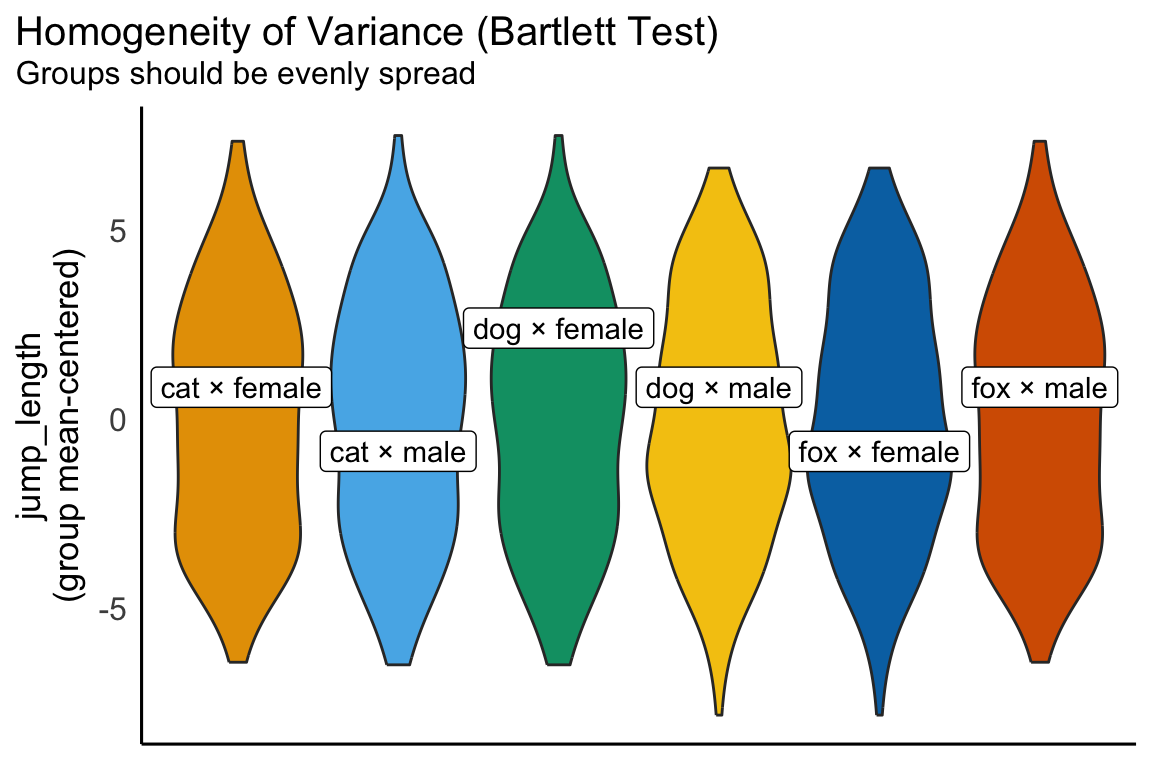 Homogeneity of Variance (Bartlett Test)
Groups should be evenly spread
jump_length
(group mean-centered)
5
0
-5
cat × female
cat × male
dog × female
dog × male
fox × female
fox × male